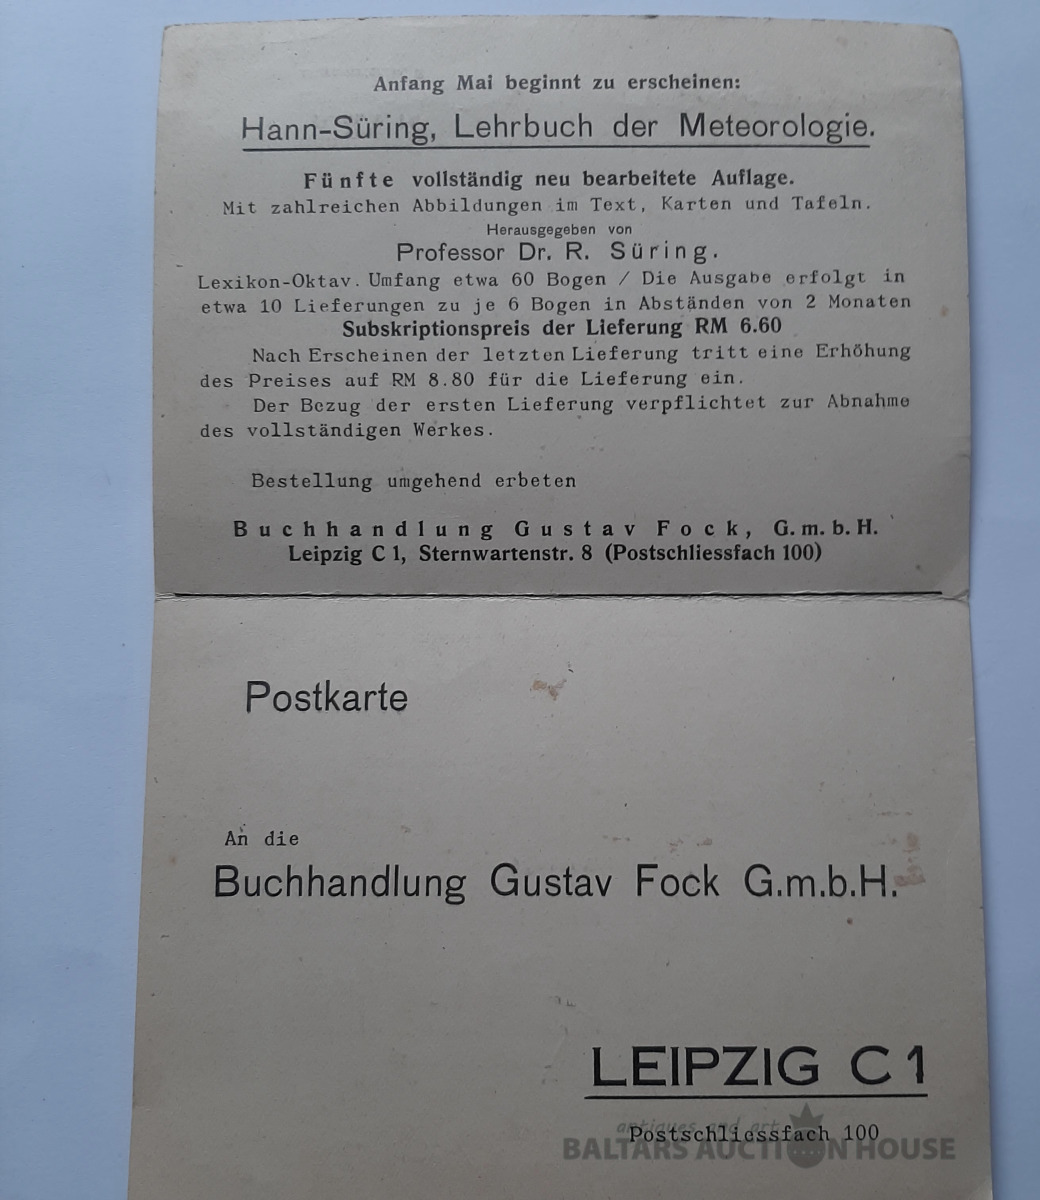 Anfang Mai beginnt zu erscheinen:
Hann-Süring, Lehrbuch der Meteorologie.
Fünfte vollständig neu bearbeitete Auflage.
Mit zahlreichen Abbildungen im Text, Karten und Tafeln.
Herausgegeben von
Professor Dr. R. Süring.
Lexikon-Oktav. Umfang etwa 60 Bogen / Die Ausgabe erfolgt in
etwa 10 Lieferungen zu je 6 Bogen in Abständen von 2 Monaten
Subskriptionspreis der Lieferung RM 6.60
Nach Erscheinen der letzten Lieferung tritt eine Erhöhung
des Preises auf RM 8.80 für die Lieferung ein.
Der Bezug der ersten Lieferung verpflichtet zur Abnahme
des vollständigen Werkes.
Bestellung umgehend erbeten
Buchhandlung Gustav Fock, G.m.b.H.
Leipzig C 1, Sternwartenstr. 8 (Postschliessfach 100)
Postkarte
An die
Buchhandlung Gustav Fock G.m.b.H.
LEIPZIG C 1
antiques and art
Postschliessfach 100
BALTARS AUCTION HOUSE